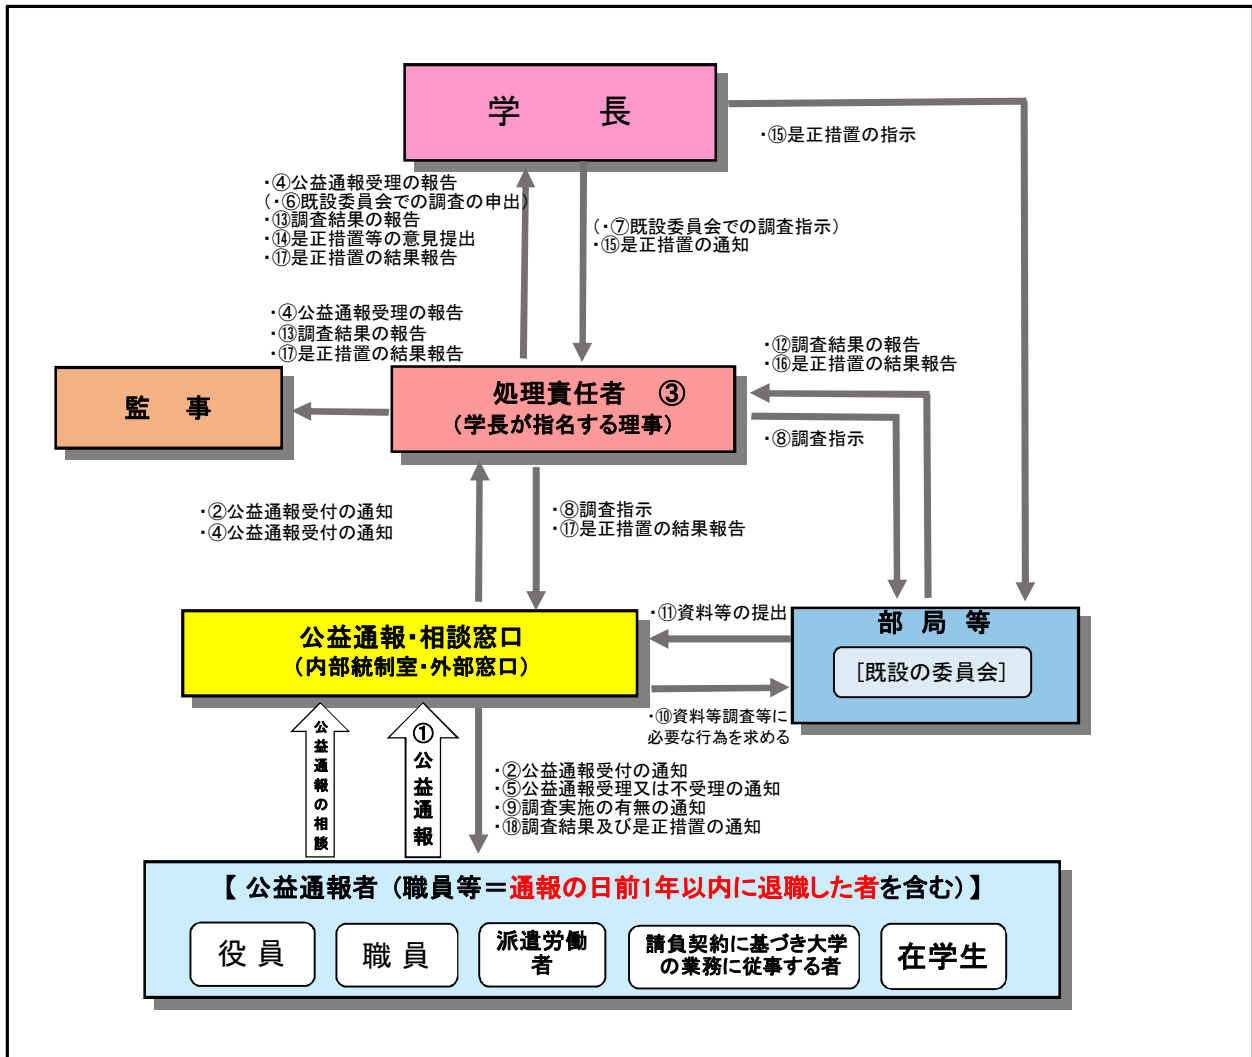 学　　長
・⑮是正措置の指示
・④公益通報受理の報告
(・⑥既設委員会での調査の申出)
・⑬調査結果の報告
・⑭是正措置等の意見提出
・⑰是正措置の結果報告
(・⑦既設委員会での調査指示)
・⑮是正措置の通知
・④公益通報受理の報告
・⑬調査結果の報告
・⑰是正措置の結果報告
・⑫調査結果の報告
・⑯是正措置の結果報告
監　事
処理責任者　③
(学長が指名する理事)
・⑧調査指示
・②公益通報受付の通知
・④公益通報受付の通知
・⑧調査指示
・⑰是正措置の結果報告
公益通報・相談窓口
(内部統制室・外部窓口)
・⑪資料等の提出
部 局 等
[既設の委員会]
・⑩資料等調査等に
必要な行為を求める
公益通報の相談
①公益通報
・②公益通報受付の通知
・⑤公益通報受理又は不受理の通知
・⑨調査実施の有無の通知
・⑱調査結果及び是正措置の通知
【 公益通報者 (職員等＝通報の日前1年以内に退職した者を含む) 】
役 員
職 員
派遣労働
者
請負契約に基づき大学
の業務に従事する者
在学生